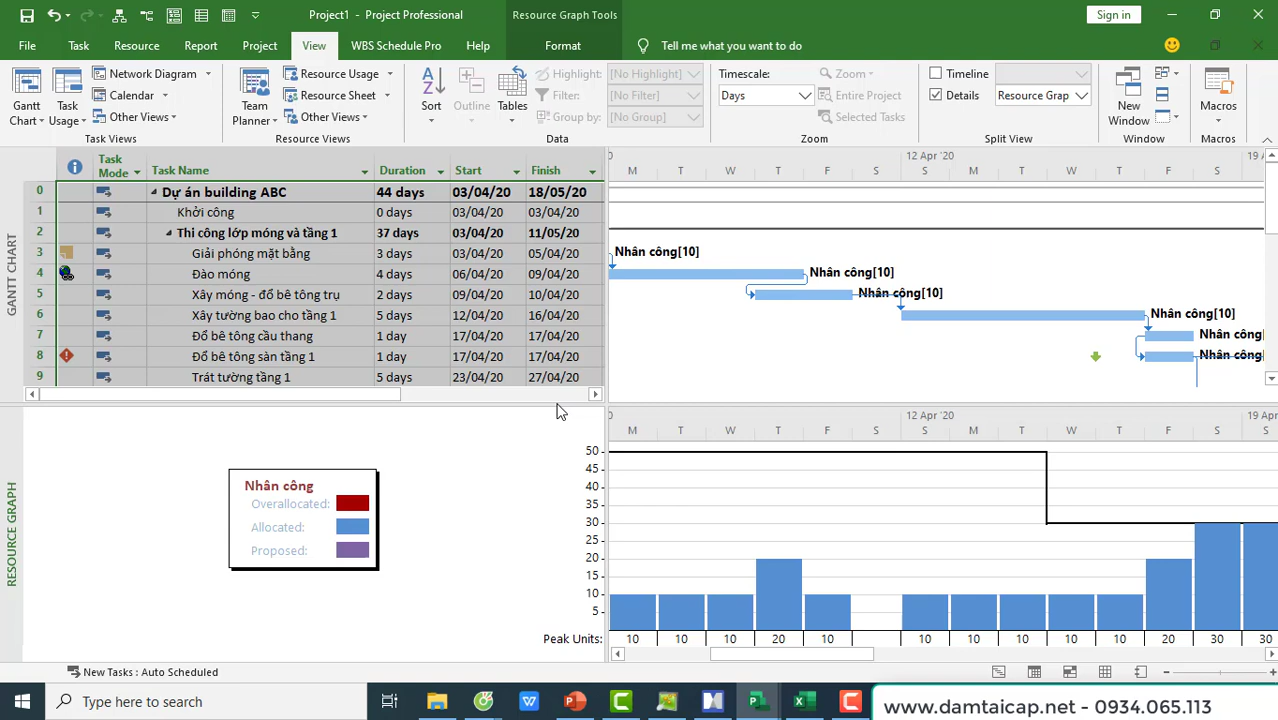 Project1 - Project Professional
Resource Graph Tools
Sign in
File Task Resource Report Project View WBS Schedule Pro Help Format Tell me what you want to do
Gantt Chart
Task Usage
Network Diagram
Calendar
Other Views
Task Views
Team Planner
Resource Usage
Resource Sheet
Other Views
Resource Views
Sort
Outline
Tables
Highlight: [No Highlight]
Filter: [No Filter]
Group by: [No Group]
Data
Timescale:
Days
Zoom
Entire Project
Selected Tasks
Zoom
Timeline
Details Resource Grap
Split View
New Window
Window
Macros
Macros
GANTT CHART
Task Mode Task Name Duration Start Finish
0 Dự án building ABC 44 days 03/04/20 18/05/20
1 Khởi công 0 days 03/04/20 03/04/20
2 Thi công lớp móng và tầng 1 37 days 03/04/20 11/05/20
3 Giải phóng mặt bằng 3 days 03/04/20 05/04/20
4 Đào móng 4 days 06/04/20 09/04/20
5 Xây móng - đổ bê tông trụ 2 days 09/04/20 10/04/20
6 Xây tường bao cho tầng 1 5 days 12/04/20 16/04/20
7 Đổ bê tông cầu thang 1 day 17/04/20 17/04/20
8 Đổ bê tông sàn tầng 1 1 day 17/04/20 17/04/20
9 Trát tường tầng 1 5 days 23/04/20 27/04/20
0 12 Apr '20 19 A
M T W T F S S M T W T F S S
Nhân công[10]
Nhân công[10]
Nhân công[10]
Nhân công[10]
Nhân công
Nhân công
RESOURCE GRAPH
Nhân công
Overallocated:
Allocated:
Proposed:
0 12 Apr '20 19 Apr
M T W T F S S M T W T F S S
50
45
40
35
30
25
20
15
10
5
Peak Units: 10 10 10 20 10 10 10 10 10 10 20 30 30
New Tasks : Auto Scheduled
Type here to search
www.damtaicap.net - 0934.065.113